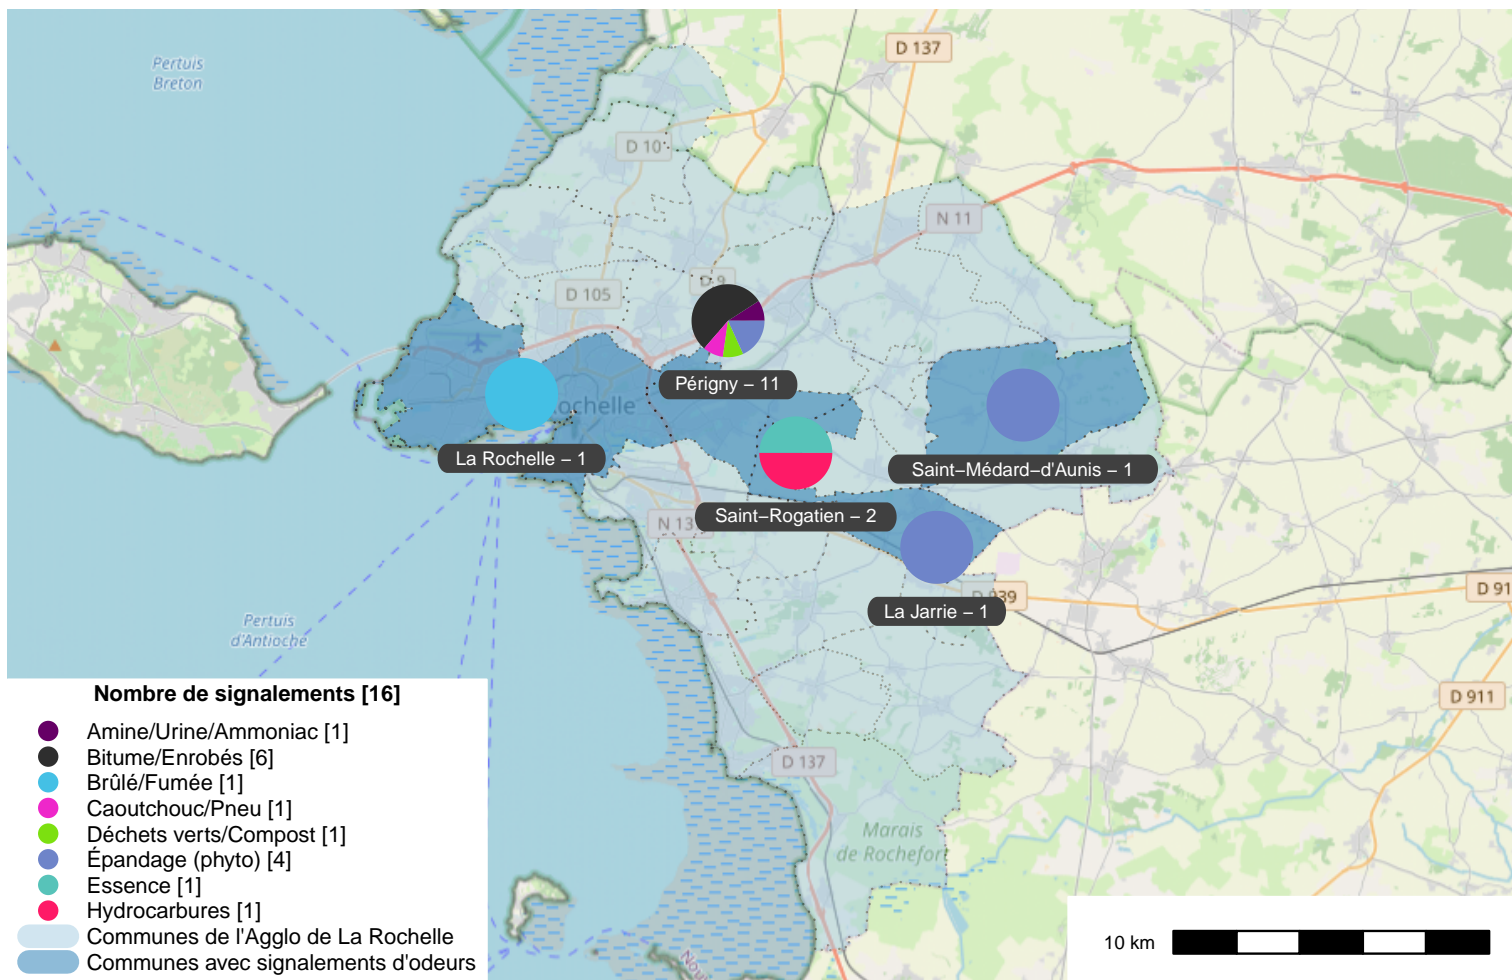 Pertuis
Breton
D 137
D 10
N 11
D 9
D 105
Périgny – 11
ochelle
La Rochelle – 1
Saint–Médard–d'Aunis – 1
Saint–Rogatien – 2
N 13
D 939
La Jarrie – 1
D 91
Pertuis
d'Antioche
D 911
D 137
Marais
de Rochefort
Nombre de signalements [16]
Amine/Urine/Ammoniac [1]
Bitume/Enrobés [6]
Brûlé/Fumée [1]
Caoutchouc/Pneu [1]
Déchets verts/Compost [1]
Épandage (phyto) [4]
Essence [1]
Hydrocarbures [1]
Communes de l'Agglo de La Rochelle
Communes avec signalements d'odeurs
10 km